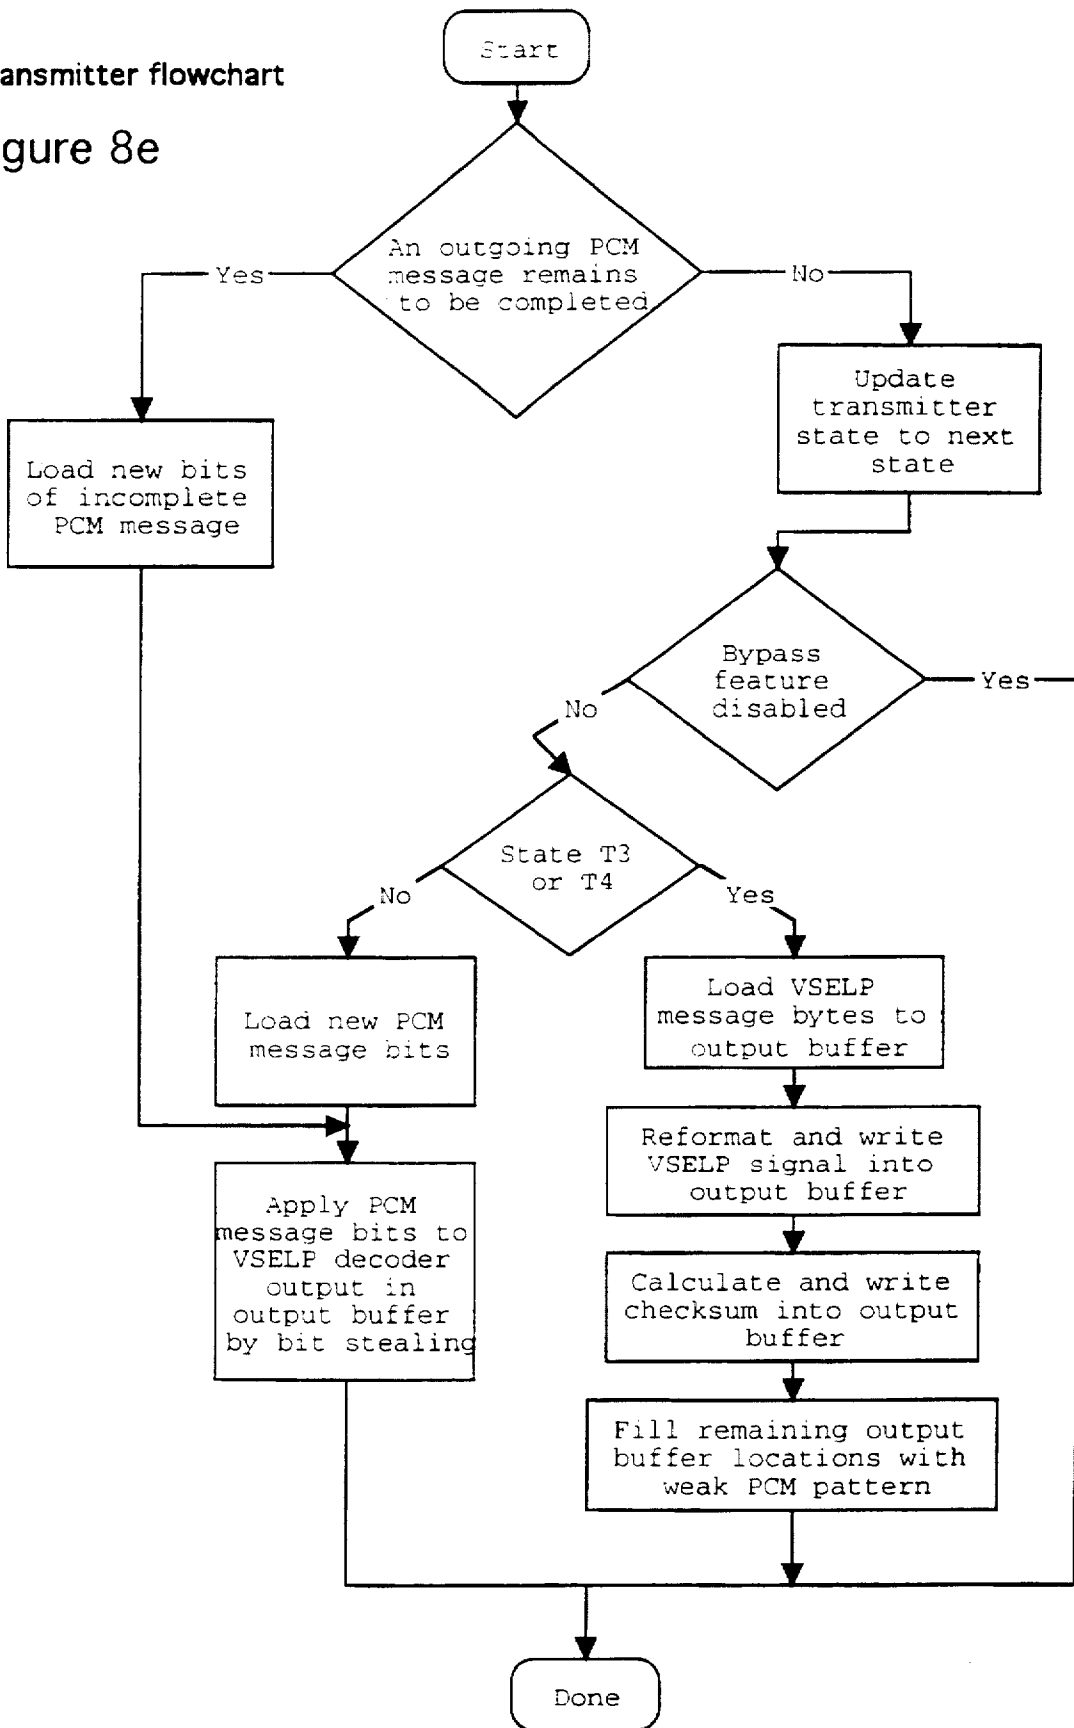 Start
ansmitter flowchart
gure 8e
An outgoing PCM
message remains
to be completed
Yes
No
Update
transmitter
state to next
state
Load new bits
of incomplete
PCM message
Bypass
feature
disabled
Yes
No
State T3
or T4
No
Yes
Load new PCM
message bits
Load VSELP
message bytes to
output buffer
Reformat and write
VSELP signal into
output buffer
Apply PCM
message bits to
VSELP decoder
output in
output buffer
by bit stealing
Calculate and write
checksum into output
buffer
Fill remaining output
buffer locations with
weak PCM pattern
Done